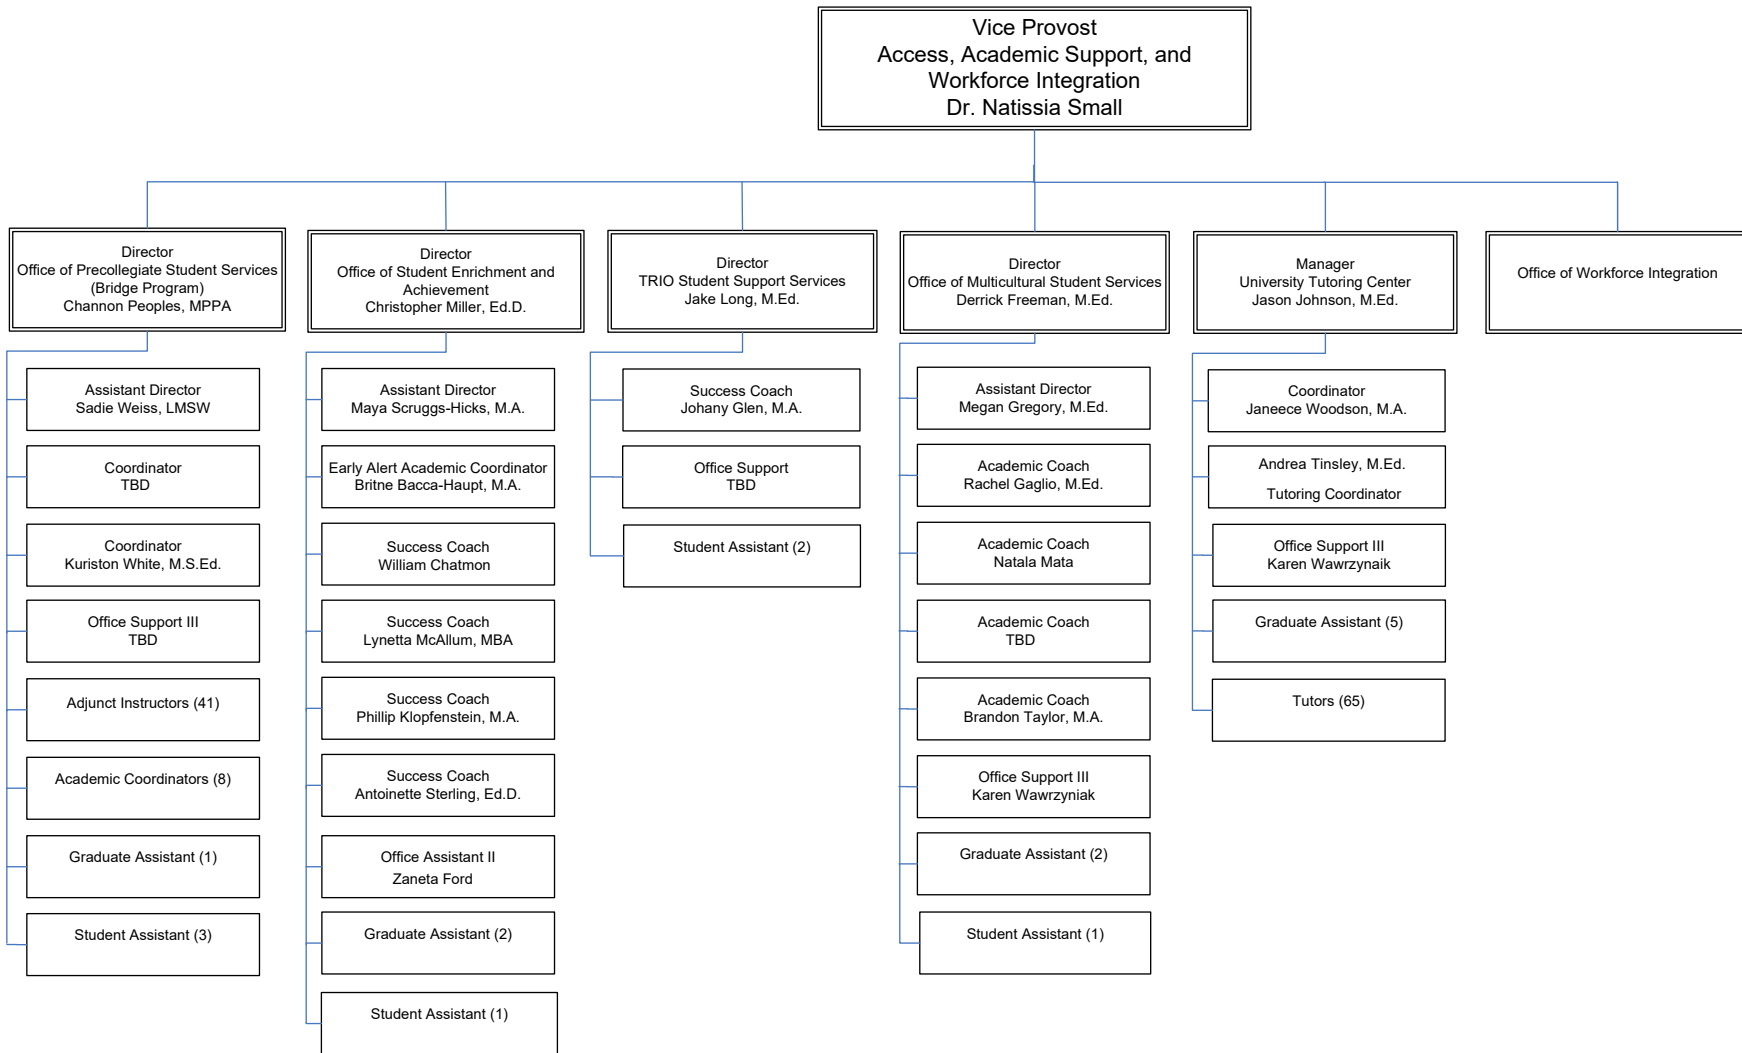 Vice Provost
Access, Academic Support, and
Workforce Integration
Dr. Natissia Small
Director
Office of Precollegiate Student Services
(Bridge Program)
Channon Peoples, MPPA
Director
Office of Student Enrichment and
Achievement
Christopher Miller, Ed.D.
Director
TRIO Student Support Services
Jake Long, M.Ed.
Director
Office of Multicultural Student Services
Derrick Freeman, M.Ed.
Manager
University Tutoring Center
Jason Johnson, M.Ed.
Office of Workforce Integration
Assistant Director
Sadie Weiss, LMSW
Coordinator
TBD
Coordinator
Kuriston White, M.S.Ed.
Office Support III
TBD
Adjunct Instructors (41)
Academic Coordinators (8)
Graduate Assistant (1)
Student Assistant (3)
Assistant Director
Maya Scruggs-Hicks, M.A.
Early Alert Academic Coordinator
Britne Bacca-Haupt, M.A.
Success Coach
William Chatmon
Success Coach
Lynetta McAllum, MBA
Success Coach
Phillip Klopfenstein, M.A.
Success Coach
Antoinette Sterling, Ed.D.
Office Assistant II
Zaneta Ford
Graduate Assistant (2)
Student Assistant (1)
Success Coach
Johany Glen, M.A.
Office Support
TBD
Student Assistant (2)
Assistant Director
Megan Gregory, M.Ed.
Academic Coach
Rachel Gaglio, M.Ed.
Academic Coach
Natala Mata
Academic Coach
TBD
Academic Coach
Brandon Taylor, M.A.
Office Support III
Karen Wawrzyniak
Graduate Assistant (2)
Student Assistant (1)
Coordinator
Janeece Woodson, M.A.
Andrea Tinsley, M.Ed.
Tutoring Coordinator
Office Support III
Karen Wawrzynaik
Graduate Assistant (5)
Tutors (65)